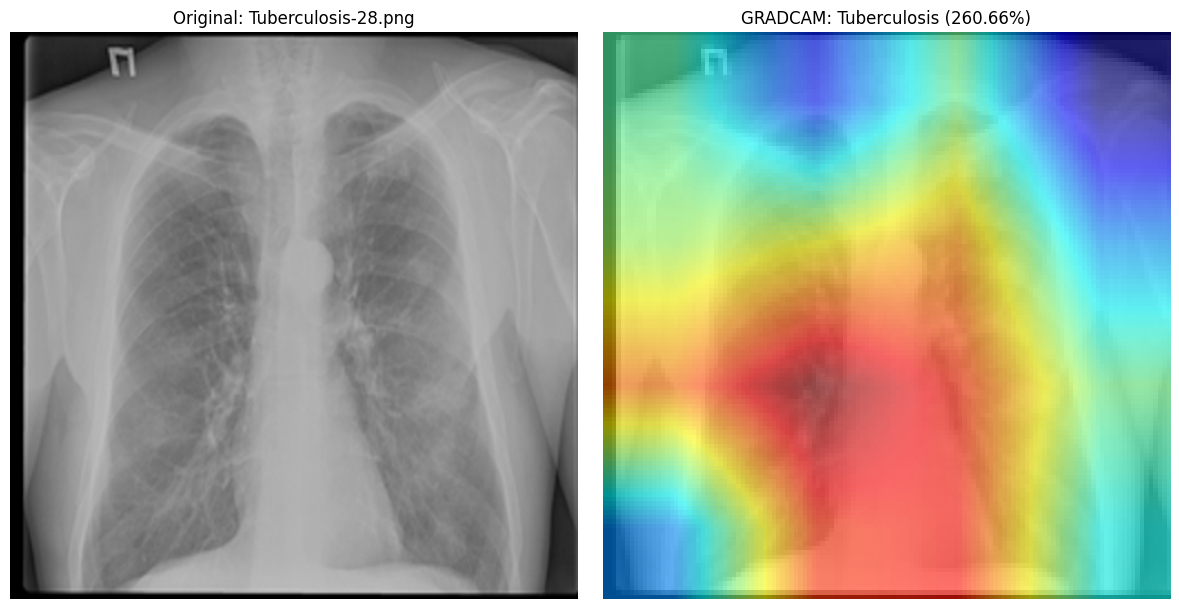 Original: Tuberculosis-28.png
GRADCAM: Tuberculosis (260.66%)
П
П